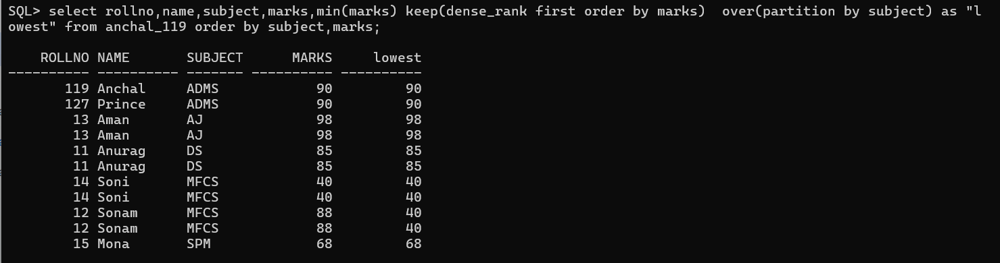 SQL> select rollno,name,subject,marks,min(marks) keep(dense_rank first order by marks)  over(partition by subject) as "l
owest" from anchal_119 order by subject,marks;

    ROLLNO NAME       SUBJECT      MARKS     lowest
---------- ---------- ------- ---------- ----------
       119 Anchal     ADMS            90         90
       127 Prince     ADMS            90         90
        13 Aman       AJ              98         98
        13 Aman       AJ              98         98
        11 Anurag     DS              85         85
        11 Anurag     DS              85         85
        14 Soni       MFCS            40         40
        14 Soni       MFCS            40         40
        12 Sonam      MFCS            88         40
        12 Sonam      MFCS            88         40
        15 Mona       SPM             68         68